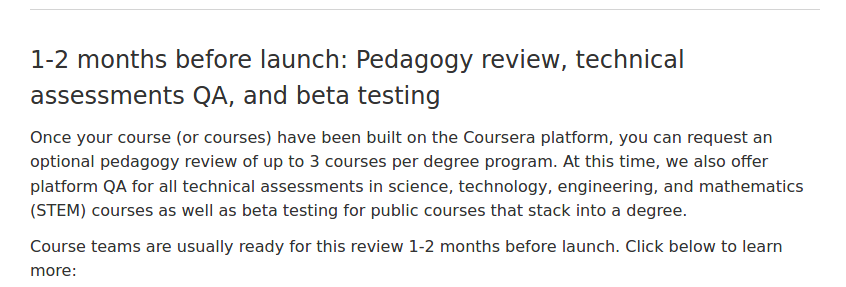 1-2 months before launch: Pedagogy review, technical
assessments QA, and beta testing
Once your course (or courses) have been built on the Coursera platform, you can request an
optional pedagogy review of up to 3 courses per degree program. At this time, we also offer
platform QA for all technical assessments in science, technology, engineering, and mathematics
(STEM) courses as well as beta testing for public courses that stack into a degree.
Course teams are usually ready for this review 1-2 months before launch. Click below to learn
more: